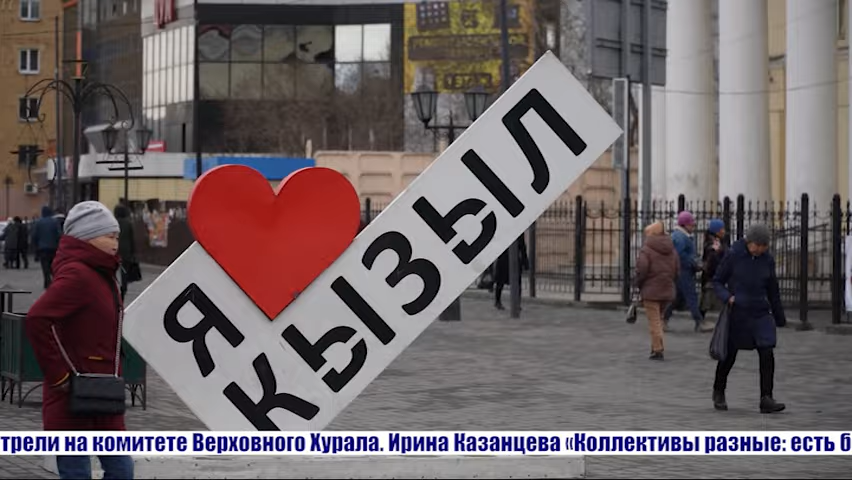 Я
КЫЗЫЛ
трели на комитете Верховного Хурала. Ирина Казанцева «Коллективы разные: есть б